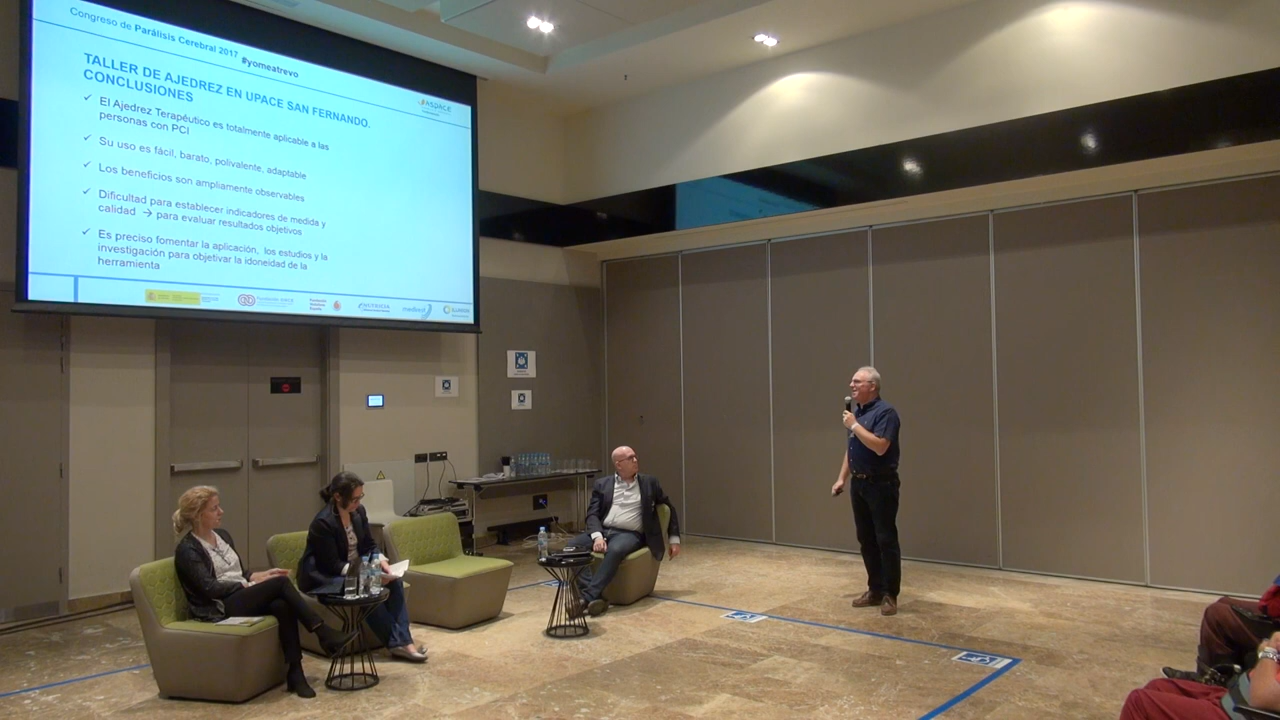 Congreso de Parálisis Cerebral 2017 #yomeatrevo
ASPACE
TALLER DE AJEDREZ EN UPACE SAN FERNANDO.
CONCLUSIONES
✓ El Ajedrez Terapéutico es totalmente aplicable a las
personas con PCI
✓ Su uso es fácil, barato, polivalente, adaptable
✓ Los beneficios son ampliamente observables
✓ Dificultad para establecer indicadores de medida y
calidad → para evaluar resultados objetivos
✓ Es preciso fomentar la aplicación, los estudios y la
investigación para objetivar la idoneidad de la
herramienta